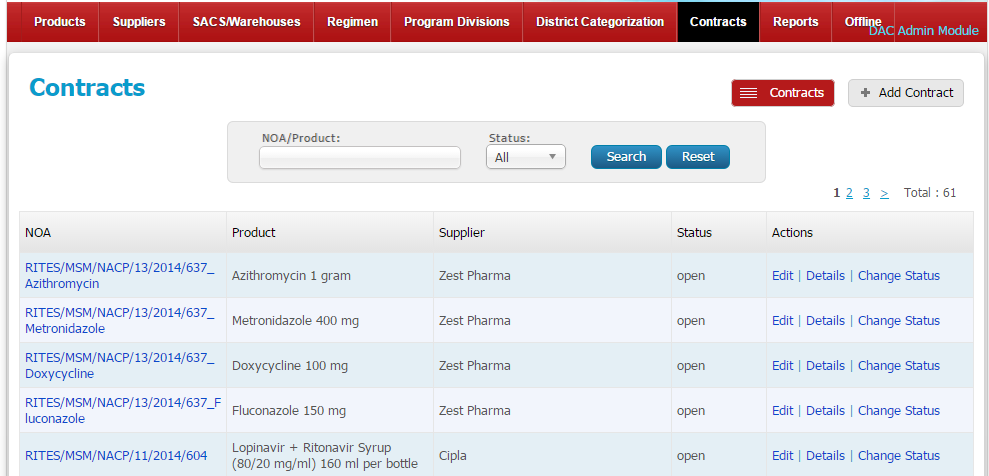 Products Suppliers SACS/Warehouses Regimen Program Divisions District Categorization Contracts Reports Offline
DAC Admin Module
Contracts
Contracts Add Contract
NOA/Product: Status:
All Search Reset
1 2 3 > Total : 61
NOA Product Supplier Status Actions
RITES/MSM/NACP/13/2014/637_
Azithromycin Azithromycin 1 gram Zest Pharma open Edit | Details | Change Status
RITES/MSM/NACP/13/2014/637_
Metronidazole Metronidazole 400 mg Zest Pharma open Edit | Details | Change Status
RITES/MSM/NACP/13/2014/637_
Doxycycline Doxycycline 100 mg Zest Pharma open Edit | Details | Change Status
RITES/MSM/NACP/13/2014/637_F
luconazole Fluconazole 150 mg Zest Pharma open Edit | Details | Change Status
RITES/MSM/NACP/11/2014/604 Lopinavir + Ritonavir Syrup
(80/20 mg/ml) 160 ml per bottle Cipla open Edit | Details | Change Status